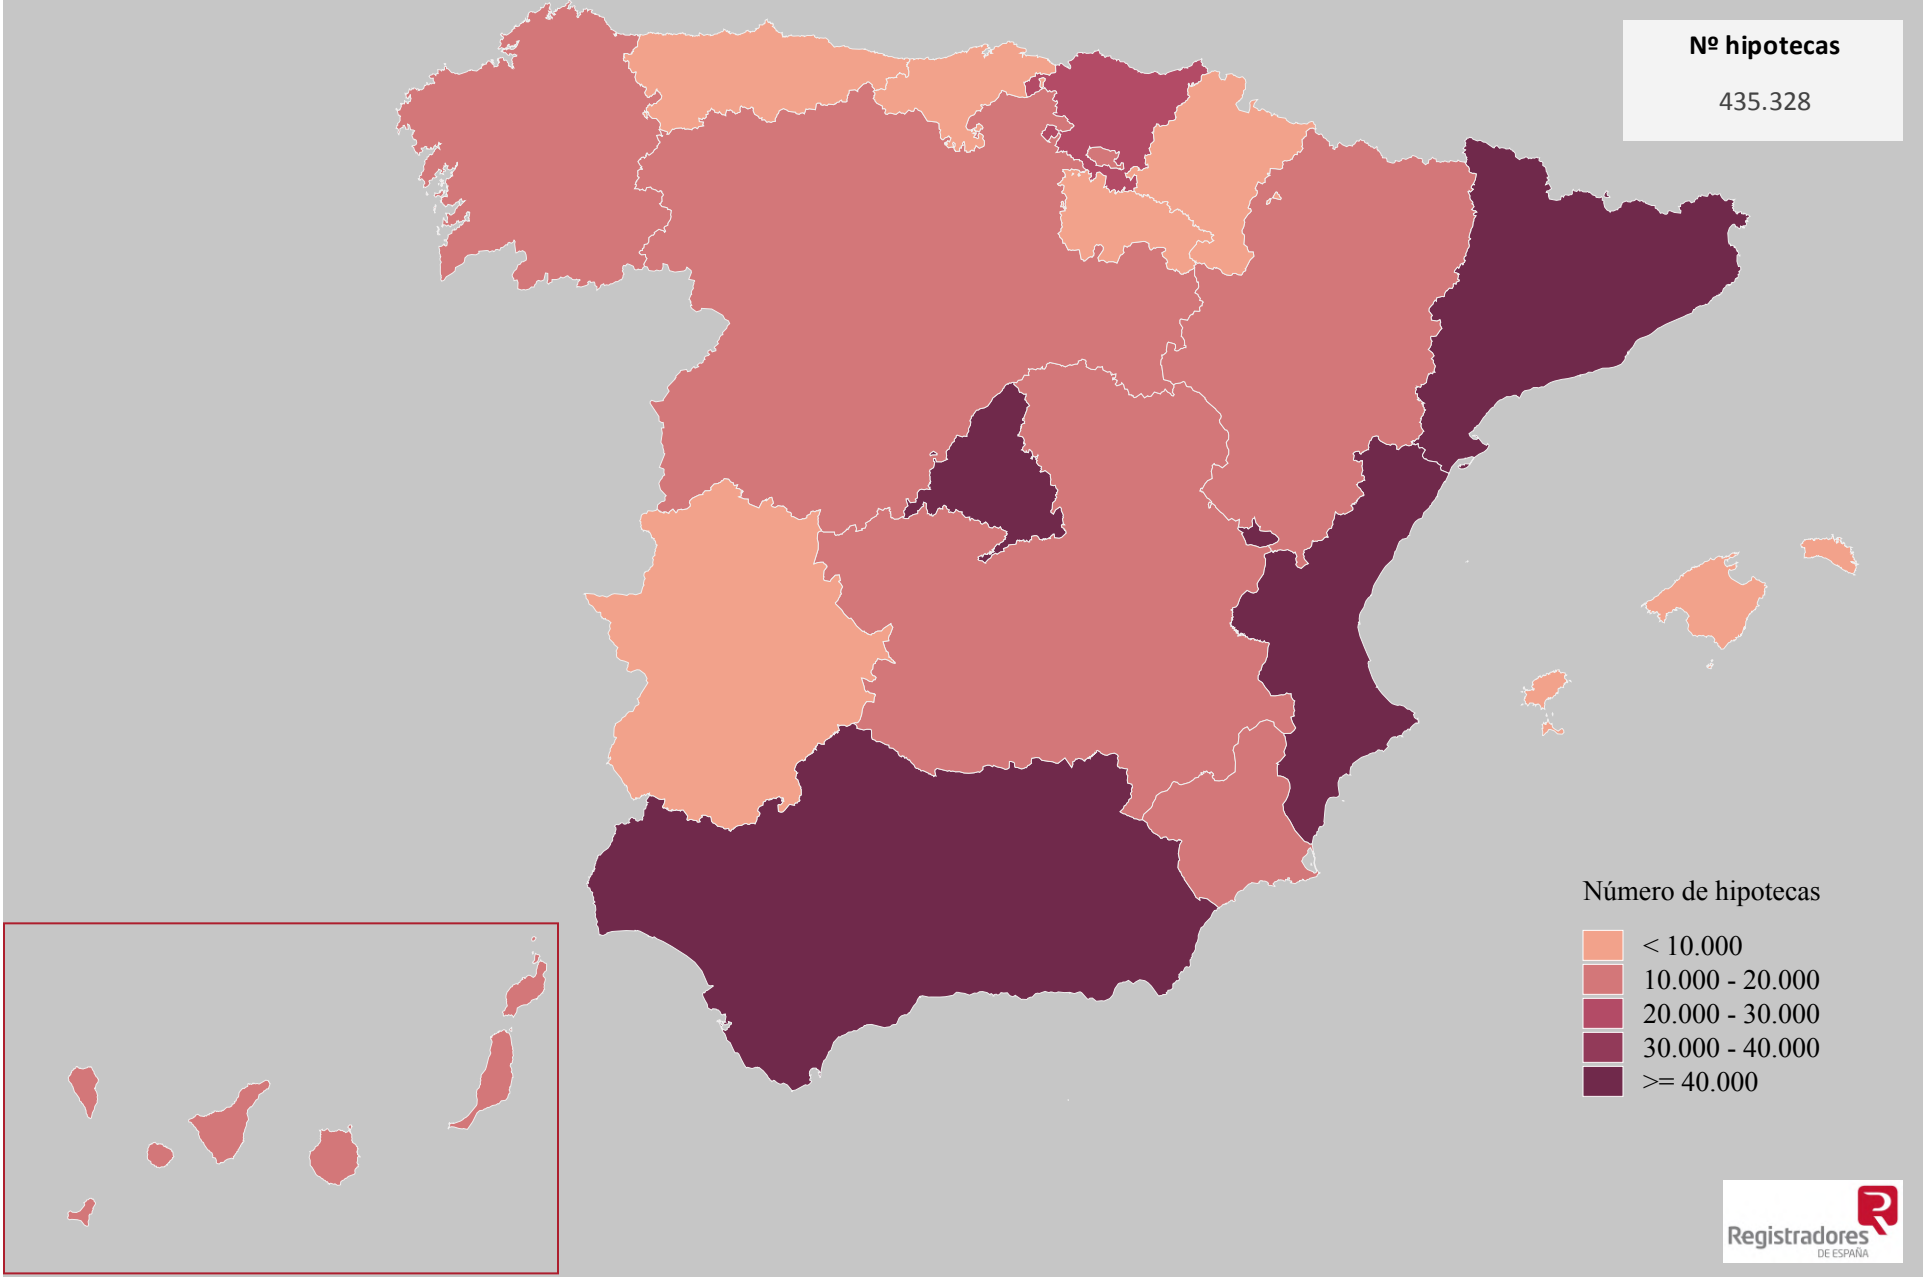 Nº hipotecas
435.328
Número de hipotecas
< 10.000
10.000 - 20.000
20.000 - 30.000
30.000 - 40.000
>= 40.000
Registradores
DE ESPAÑA